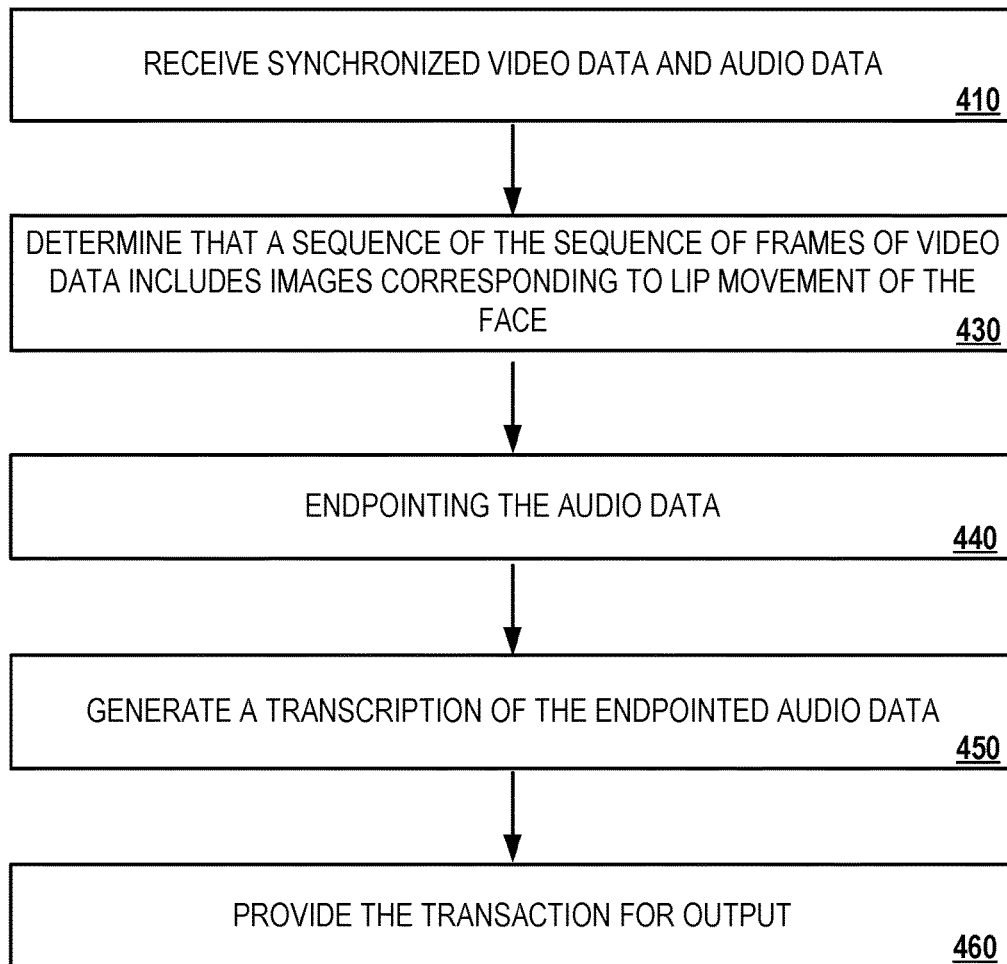 RECEIVE SYNCHRONIZED VIDEO DATA AND AUDIO DATA
410
DETERMINE THAT A SEQUENCE OF THE SEQUENCE OF FRAMES OF VIDEO
DATA INCLUDES IMAGES CORRESPONDING TO LIP MOVEMENT OF THE
FACE
430
ENDPOINTING THE AUDIO DATA
440
GENERATE A TRANSCRIPTION OF THE ENDPOINTED AUDIO DATA
450
PROVIDE THE TRANSACTION FOR OUTPUT
460